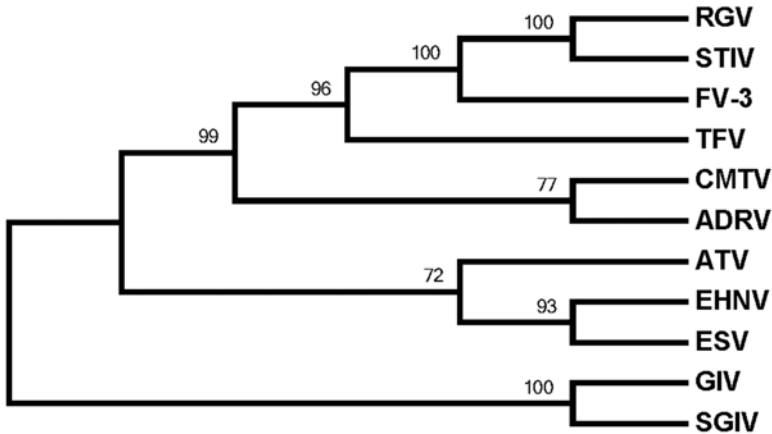 RGV
100
STIV
100
96
FV-3
99
TFV
77
CMTV
ADRV
72
ATV
93
EHNV
ESV
100
GIV
SGIV